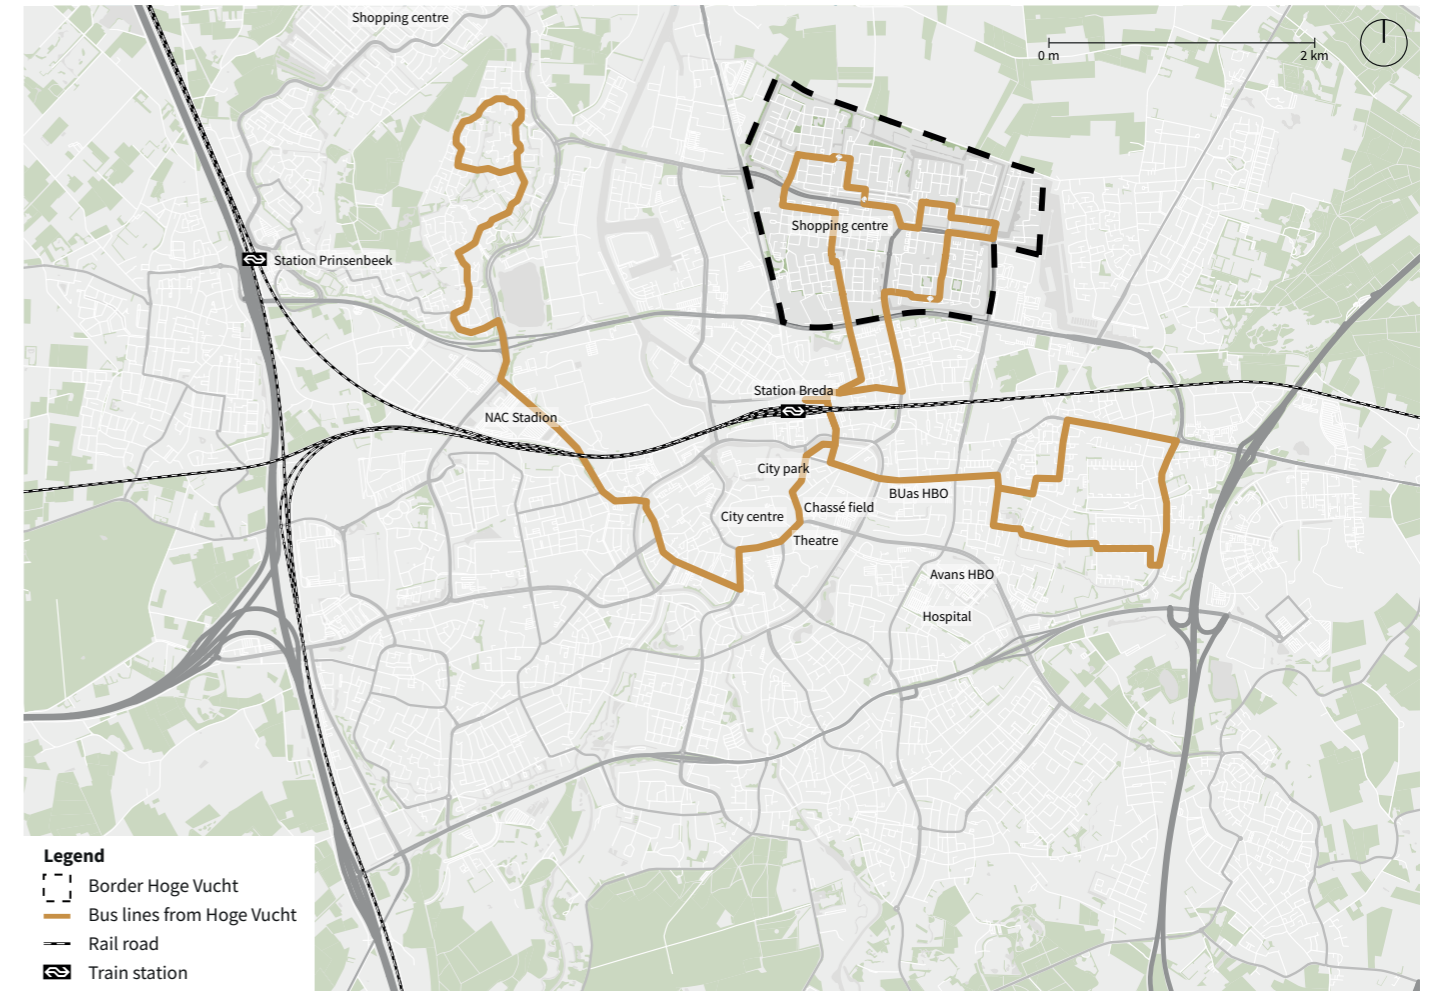 Shopping centre
0 m
2 km
Shopping centre
Station Prinsenbeek
Station Breda
NAC Stadion
City park
BUas HBO
Chassé field
City centre
Theatre
Avans HBO
Hospital
Legend
Border Hoge Vucht
Bus lines from Hoge Vucht
Rail road
Train station